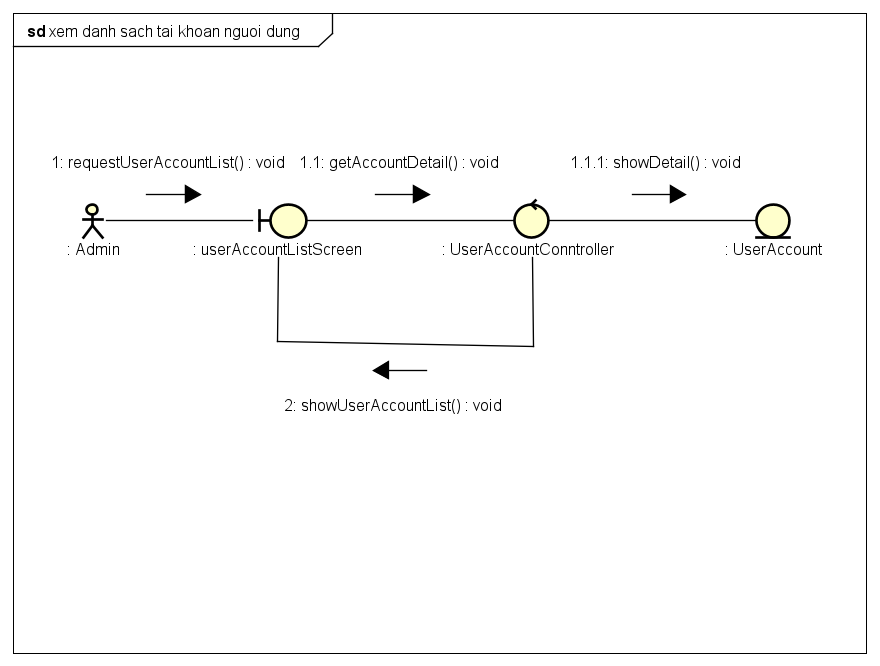 sd xem danh sach tai khoan nguoi dung
1: requestUserAccountList() : void
1.1: getAccountDetail() : void
1.1.1: showDetail() : void
: Admin
: userAccountListScreen
: UserAccountConntroller
: UserAccount
2: showUserAccountList() : void